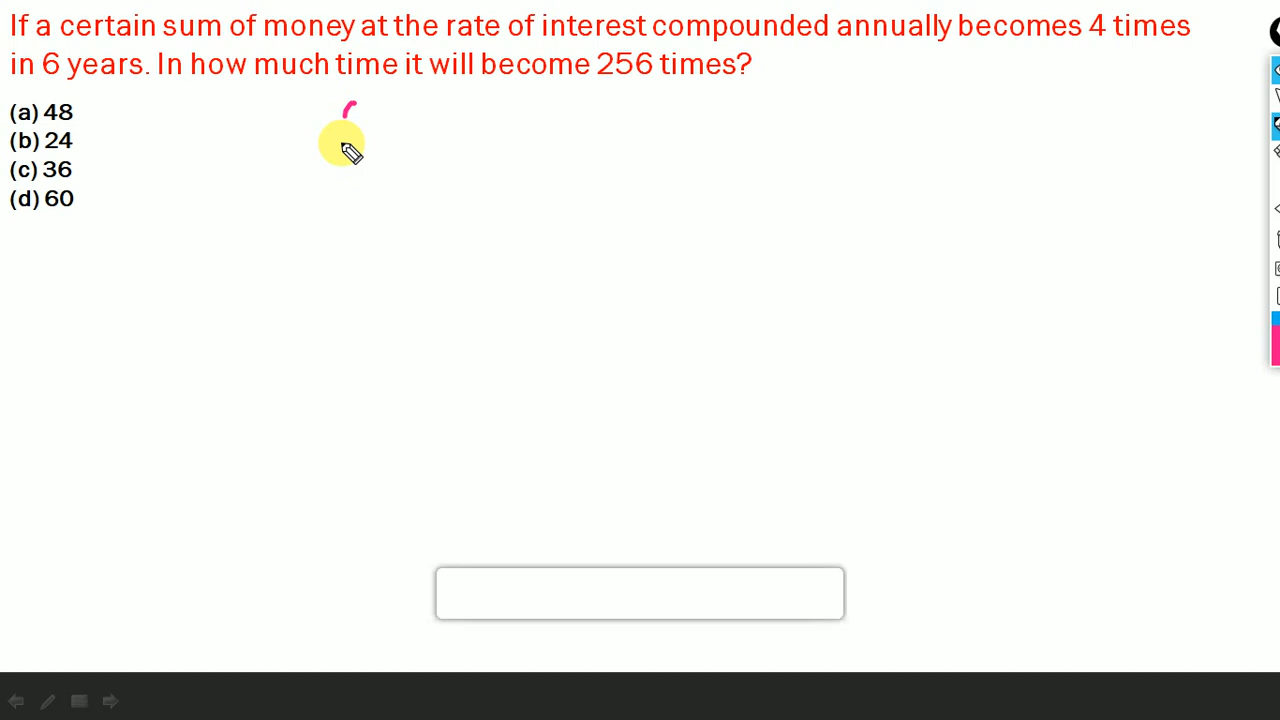 If a certain sum of money at the rate of interest compounded annually becomes 4 times
in 6 years. In how much time it will become 256 times?
(a) 48
(b) 24
(c) 36
(d) 60